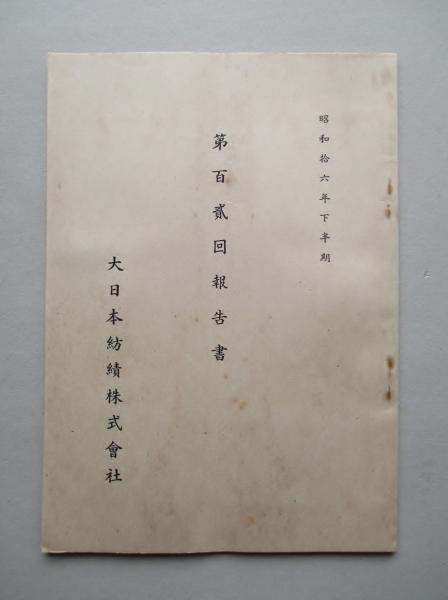 昭和拾六年下半期
第百貳回報告書
大日本紡績株式會社